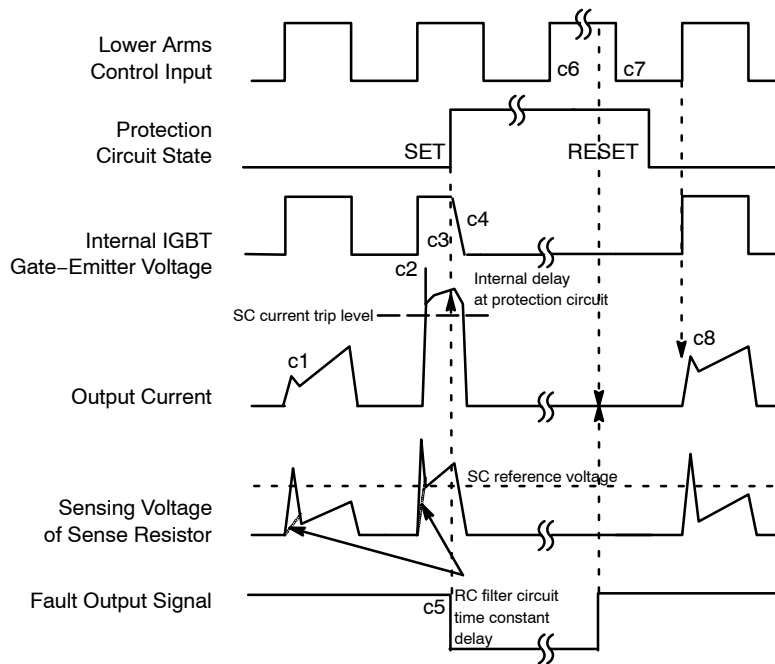 Lower Arms
Control Input
c6
c7
Protection
Circuit State
SET
RESET
Internal IGBT
Gate−Emitter Voltage
c3
c4
c2
Internal delay
at protection circuit
SC current trip level
c1
c8
Output Current
SC reference voltage
Sensing Voltage
of Sense Resistor
Fault Output Signal
c5
RC filter circuit
time constant
delay